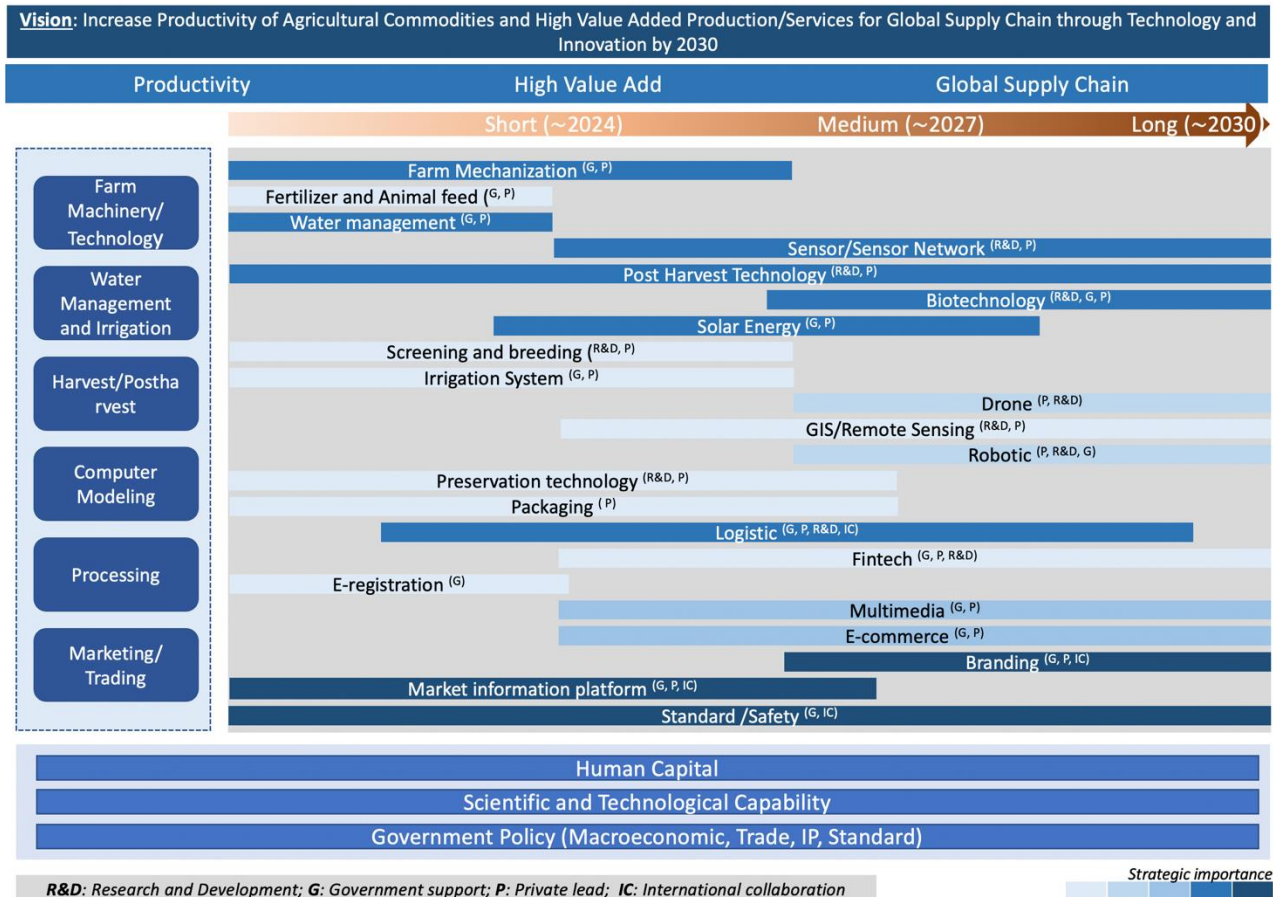 Vision: Increase Productivity of Agricultural Commodities and High Value Added Production/Services for Global Supply Chain through Technology and
Innovation by 2030
Productivity
High Value Add
Global Supply Chain
Short (~2024)
Medium (~2027)
Long (~2030)
Farm
Machinery/
Technology
Water
Management
and Irrigation
Harvest/Postha
rvest
Computer
Modeling
Processing
Marketing/
Trading
Farm Mechanization (G, P)
Fertilizer and Animal feed (G, P)
Water management (G, P)
Sensor/Sensor Network (R&D, P)
Post Harvest Technology (R&D, P)
Biotechnology (R&D, G, P)
Solar Energy (G, P)
Screening and breeding (R&D, P)
Irrigation System (G, P)
Drone (P, R&D)
GIS/Remote Sensing (R&D, P)
Robotic (P, R&D, G)
Preservation technology (R&D, P)
Packaging ( P)
Logistic (G, P, R&D, IC)
Fintech (G, P, R&D)
E-registration (G)
Multimedia (G, P)
E-commerce (G, P)
Branding (G, P, IC)
Market information platform (G, P, IC)
Standard /Safety (G, IC)
Human Capital
Scientific and Technological Capability
Government Policy (Macroeconomic, Trade, IP, Standard)
R&D: Research and Development; G: Government support; P: Private lead; IC: International collaboration
Strategic importance